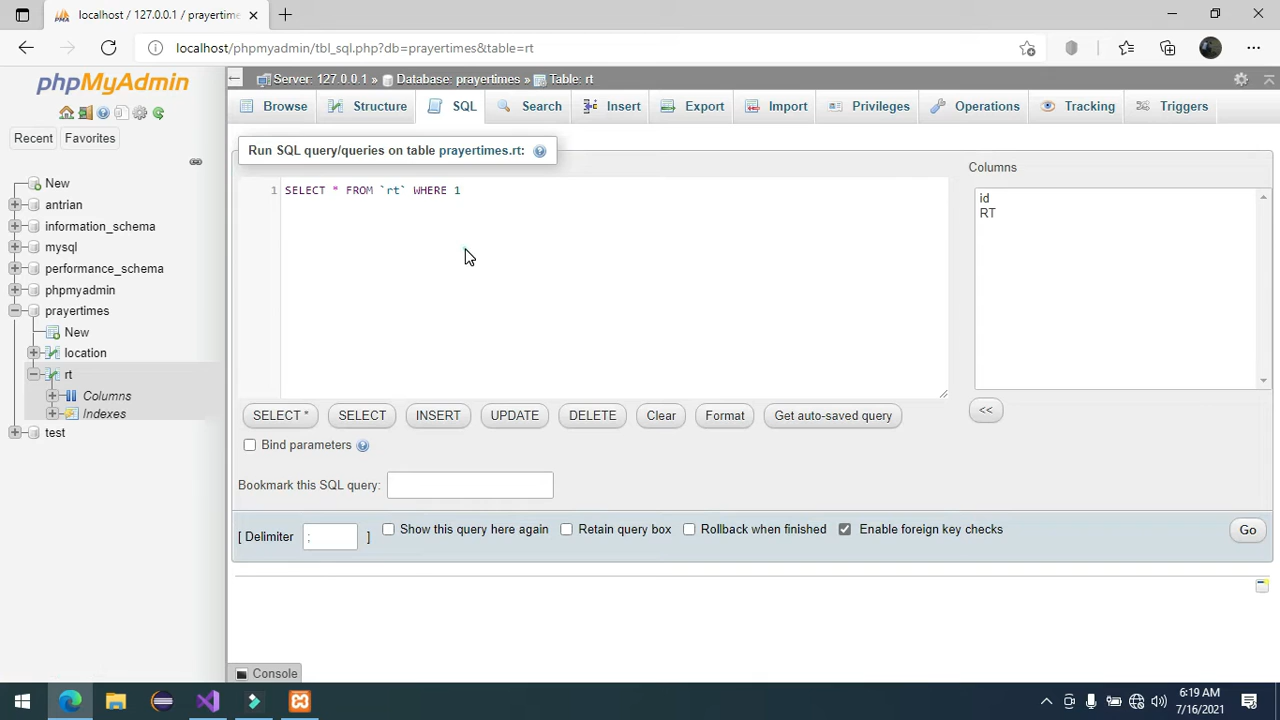 localhost / 127.0.0.1 / prayertime
localhost/phpmyadmin/tbl_sql.php?db=prayertimes&table=rt
phpMyAdmin
Recent
Favorites
New
antrian
information_schema
mysql
performance_schema
phpmyadmin
prayertimes
New
location
rt
Columns
Indexes
test
Server: 127.0.0.1 » Database: prayertimes » Table: rt
Browse
Structure
SQL
Search
Insert
Export
Import
Privileges
Operations
Tracking
Triggers
Run SQL query/queries on table prayertimes.rt:
1 SELECT * FROM `rt` WHERE 1
Columns
id
RT
SELECT *
SELECT
INSERT
UPDATE
DELETE
Clear
Format
Get auto-saved query
<<
Bind parameters
Bookmark this SQL query:
[ Delimiter ; ]
Show this query here again
Retain query box
Rollback when finished
Enable foreign key checks
Go
Console
6:19 AM
7/16/2021